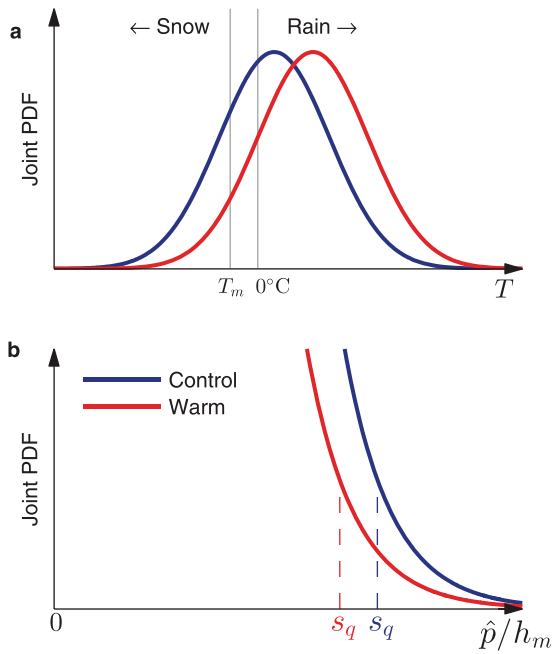 a
← Snow
Rain →
Joint PDF
T_m
0°C
T
b
Control
Warm
Joint PDF
0
s_q
s_q
p̂/h_m